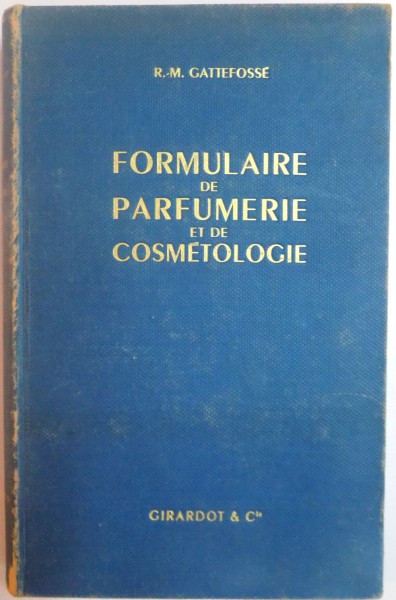 R.-M. GATTEFOSSÉ
FORMULAIRE
DE
PARFUMERIE
ET DE
COSMÉTOLOGIE
GIRARDOT & Cie